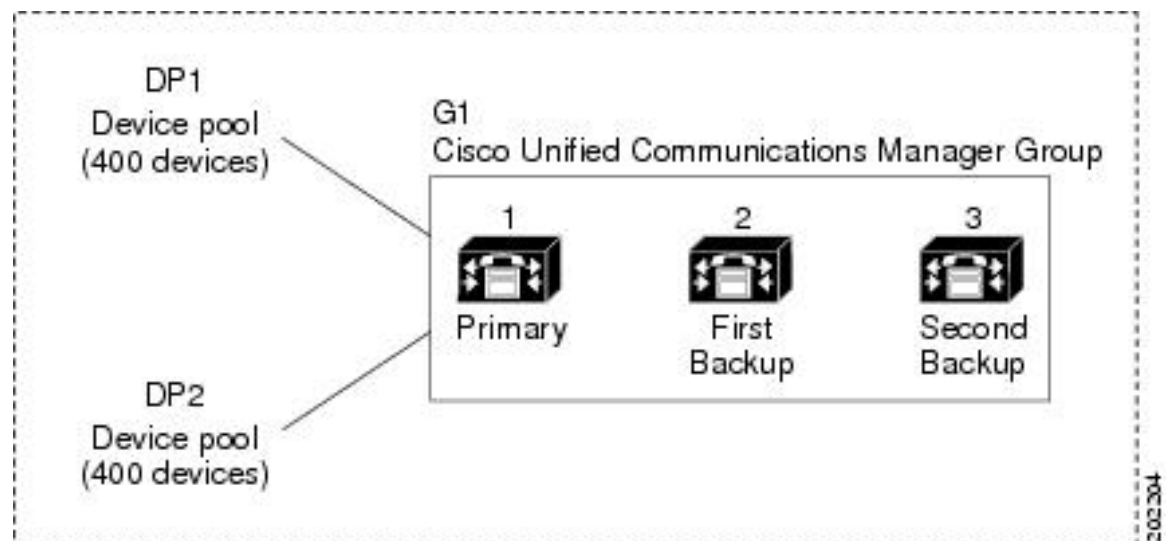 DP1
Device pool
(400 devices)
G1
Cisco Unified Communications Manager Group
1
2
3
Primary
First
Backup
Second
Backup
DP2
Device pool
(400 devices)
202304